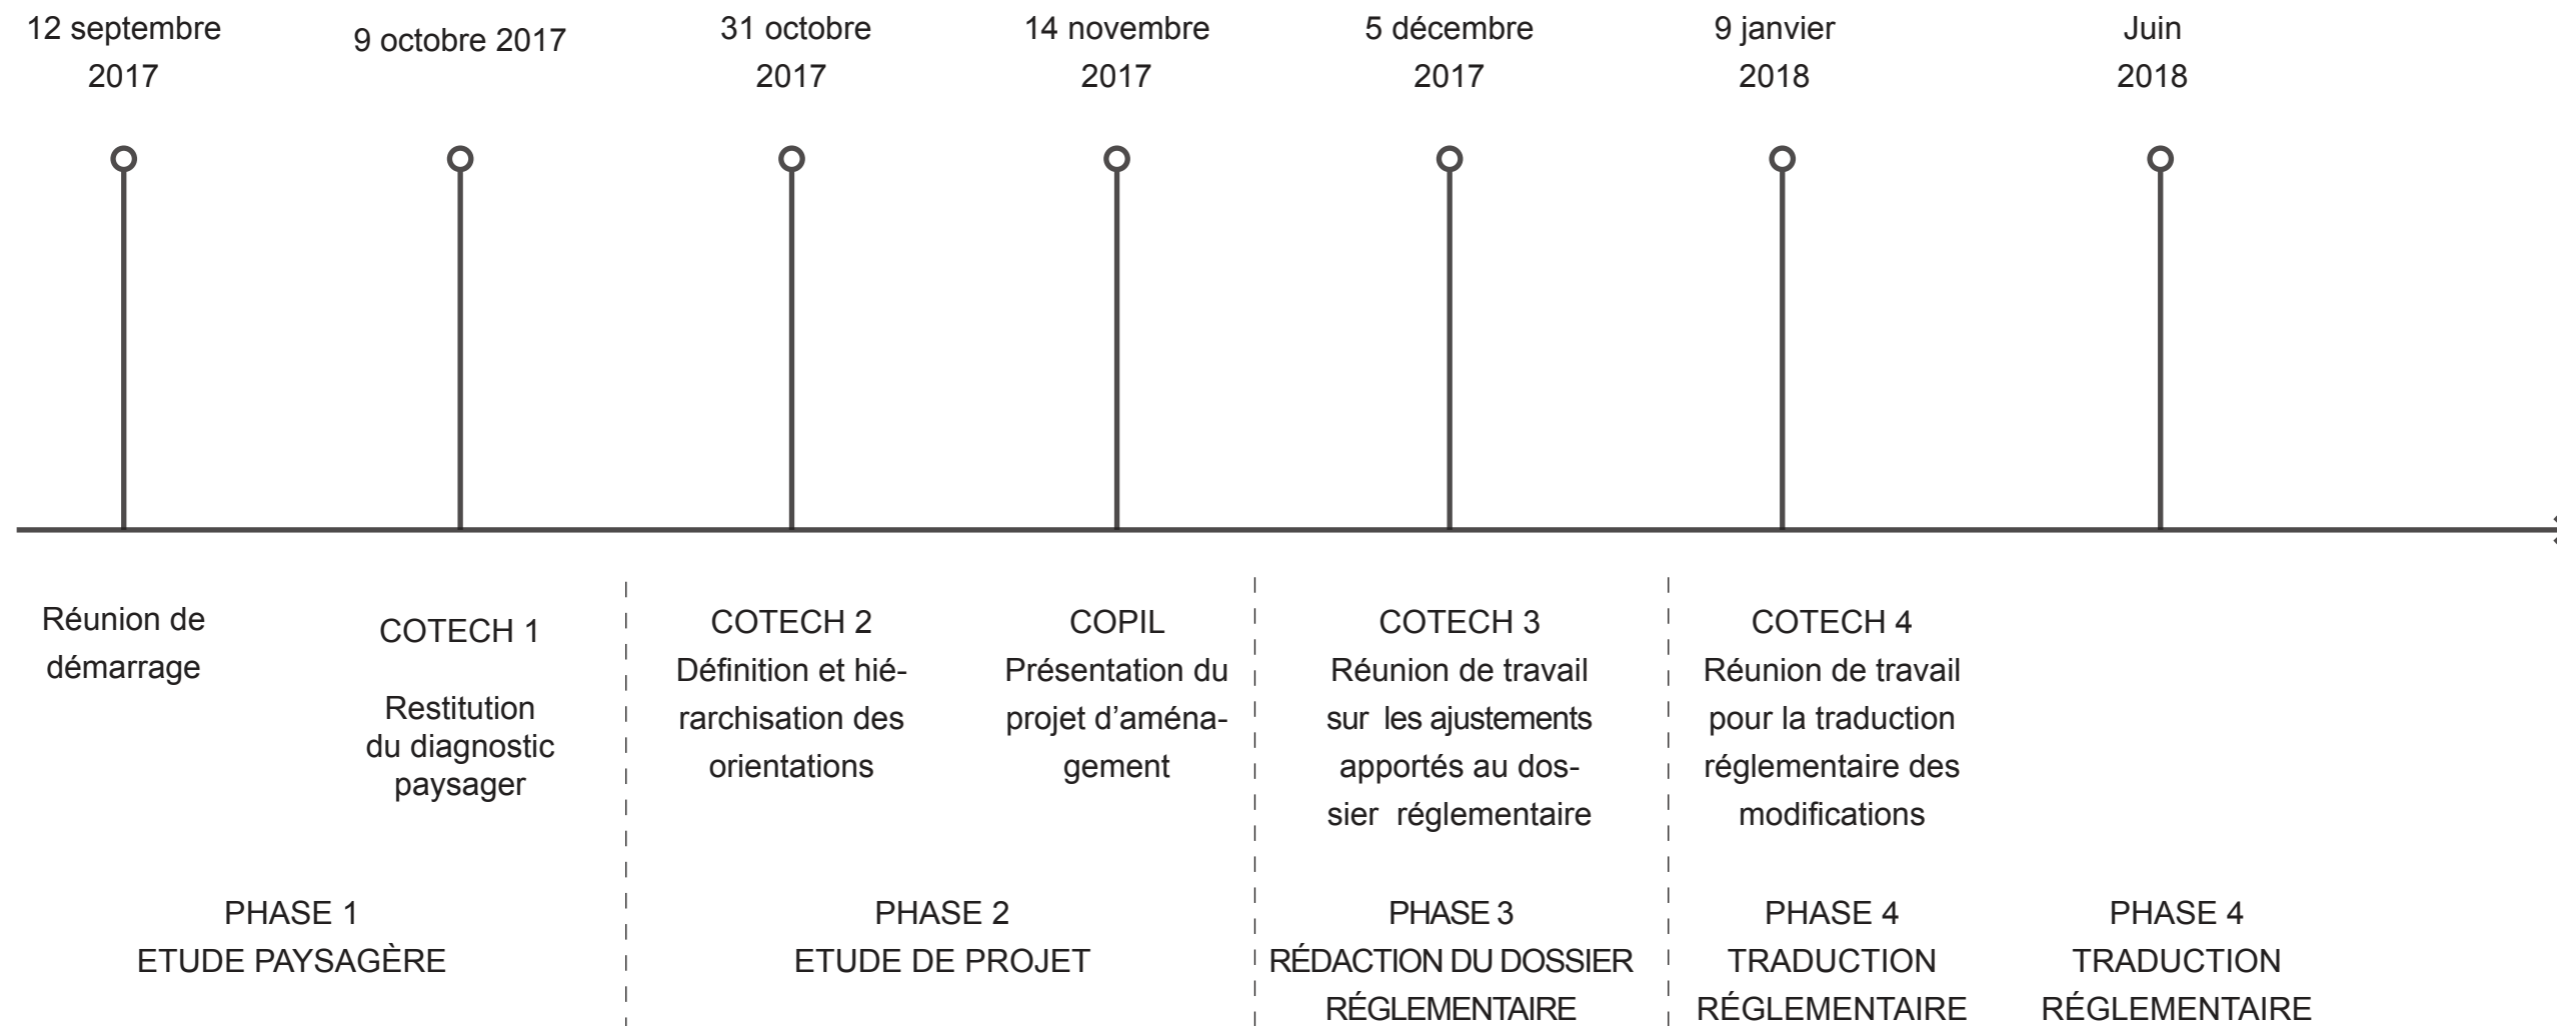 12 septembre
2017
9 octobre 2017
31 octobre
2017
14 novembre
2017
5 décembre
2017
9 janvier
2018
Juin
2018
Réunion de
démarrage
COTECH 1
Restitution
du diagnostic
paysager
COTECH 2
Définition et hié-
rarchisation des
orientations
COPIL
Présentation du
projet d’aména-
gement
COTECH 3
Réunion de travail
sur les ajustements
apportés au dos-
sier réglementaire
COTECH 4
Réunion de travail
pour la traduction
réglementaire des
modifications
PHASE 1
ETUDE PAYSAGÈRE
PHASE 2
ETUDE DE PROJET
PHASE 3
RÉDACTION DU DOSSIER
RÉGLEMENTAIRE
PHASE 4
TRADUCTION
RÉGLEMENTAIRE
PHASE 4
TRADUCTION
RÉGLEMENTAIRE